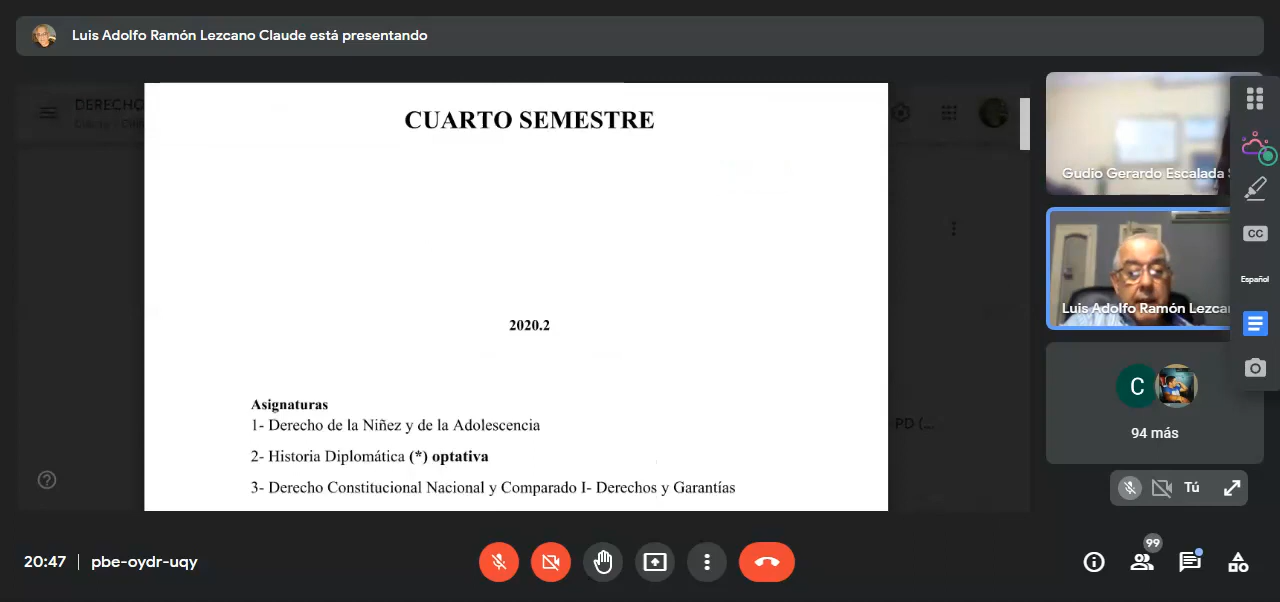 Luis Adolfo Ramón Lezcano Claude está presentando
DERECHO
CUARTO SEMESTRE
2020.2
Asignaturas
1- Derecho de la Niñez y de la Adolescencia
2- Historia Diplomática (*) optativa
3- Derecho Constitucional Nacional y Comparado I- Derechos y Garantías
PD (...
Gudio Gerardo Escalada
CC
Español
Luis Adolfo Ramón Lezca
C
94 más
Tú
20:47 | pbe-oydr-uqy
99